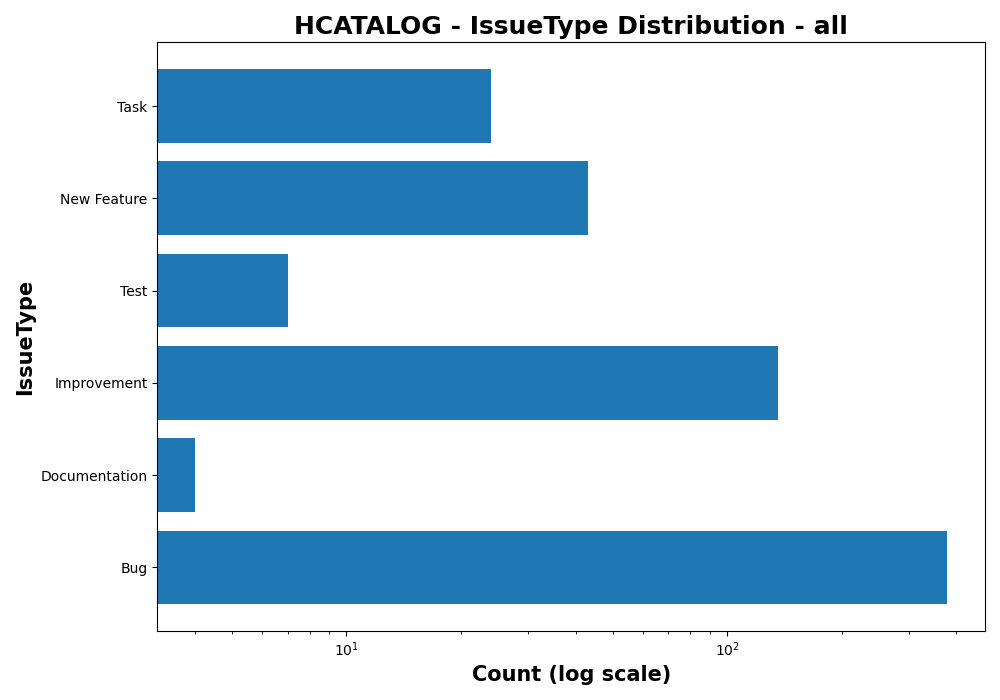 HCATALOG - IssueType Distribution - all
IssueType
Task
New Feature
Test
Improvement
Documentation
Bug
10¹
10²
Count (log scale)